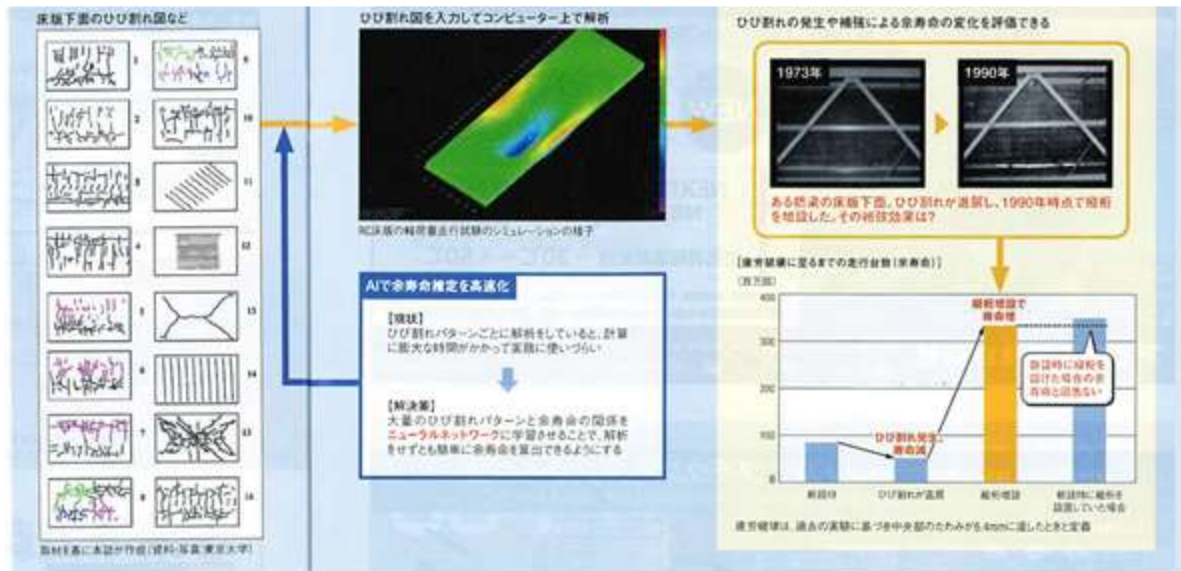 床版下面のひび割れ図など
1
2
3
4
5
6
7
8
9
10
11
12
13
14
15
16
取材を基に本誌が作成(資料・写真:東京大学)
ひび割れ図を入力してコンピューター上で解析
RC床版の輪荷重走行試験のシミュレーションの様子
AIで余寿命推定を高速化
【現状】
ひび割れパターンごとに解析をしていると、計算
に膨大な時間がかかって実務に使いづらい
【解決策】
大量のひび割れパターンと余寿命の関係を
ニューラルネットワークに学習させることで、解析
をせずとも簡単に余寿命を算出できるようにする
ひび割れの発生や補強による余寿命の変化を評価できる
1973年
1990年
ある橋梁の床版下面。ひび割れが進展し、1990年時点で縦桁
を増設した。その補強効果は?
[疲労破壊に至るまでの走行台数(余寿命)]
(百万回)
400
300
200
100
0
縦桁増設で
寿命増
ひび割れ発生、
寿命減
新設時に縦桁を
設けた場合の余
寿命と遜色ない
新設時
ひび割れが進展
縦桁増設
新設時に縦桁を
設置していた場合
疲労破壊は、過去の実験に基づき中央部のたわみが6.4mmに達したときと定義